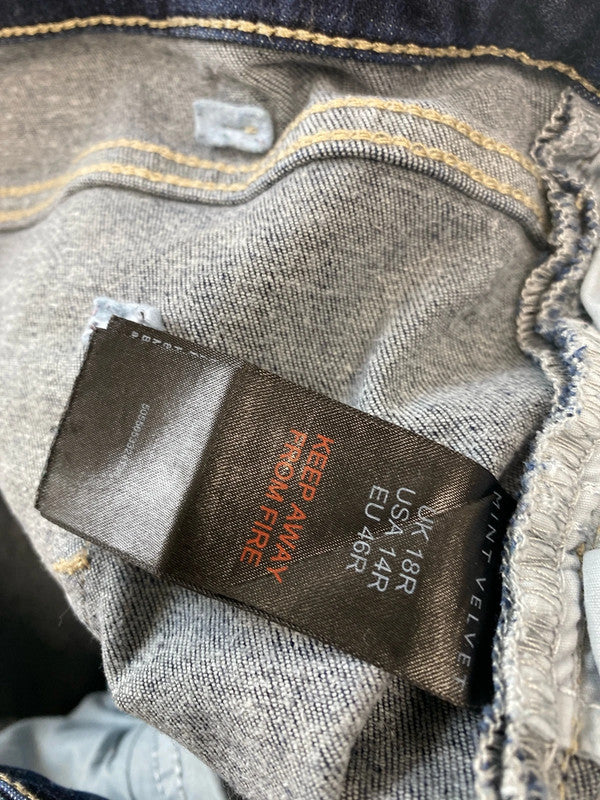 MINT VELVET
UK 18R
USA 14R
EU 46R
KEEP AWAY
FROM FIRE